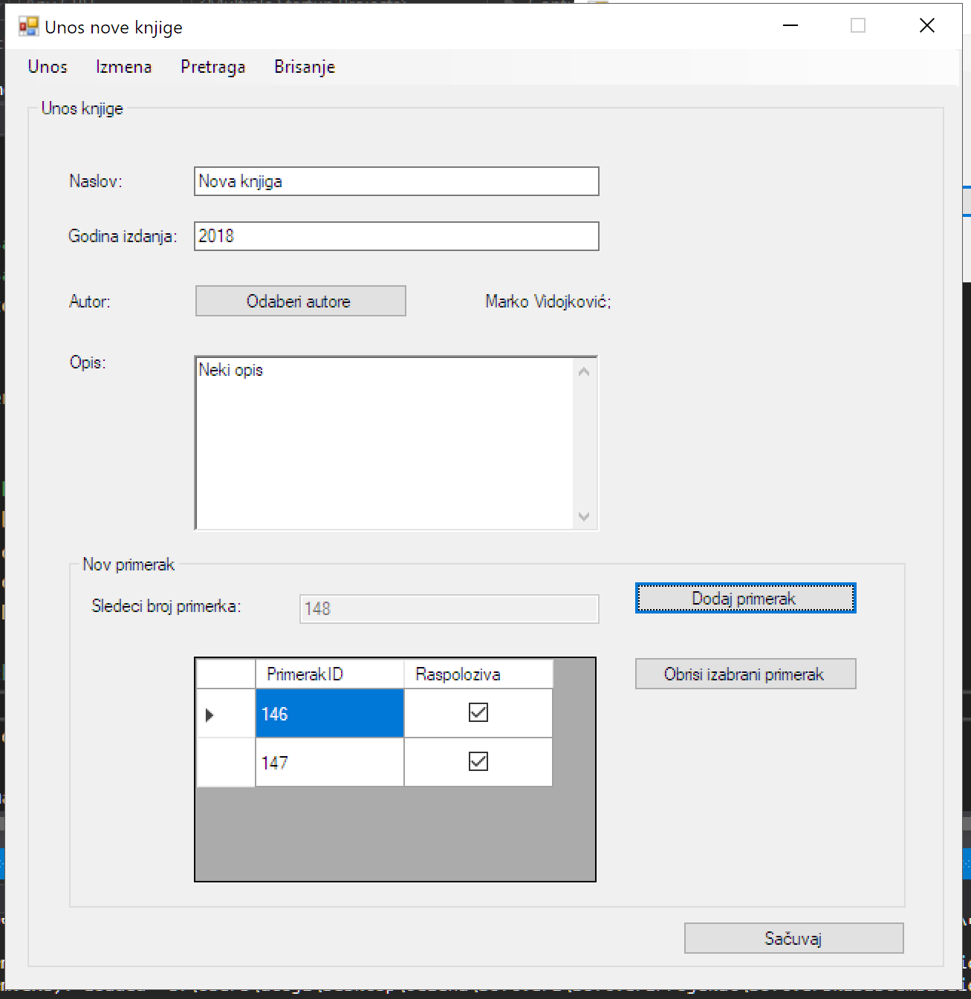 Unos nove knjige
Unos Izmena Pretraga Brisanje
Unos knjige
Naslov: Nova knjiga
Godina izdanja: 2018
Autor: Odaberi autore Marko Vidojković;
Opis: Neki opis
Nov primerak
Sledeci broj primerka: 148 Dodaj primerak
PrimerakID Raspoloziva Obrisi izabrani primerak
146
147
Sačuvaj